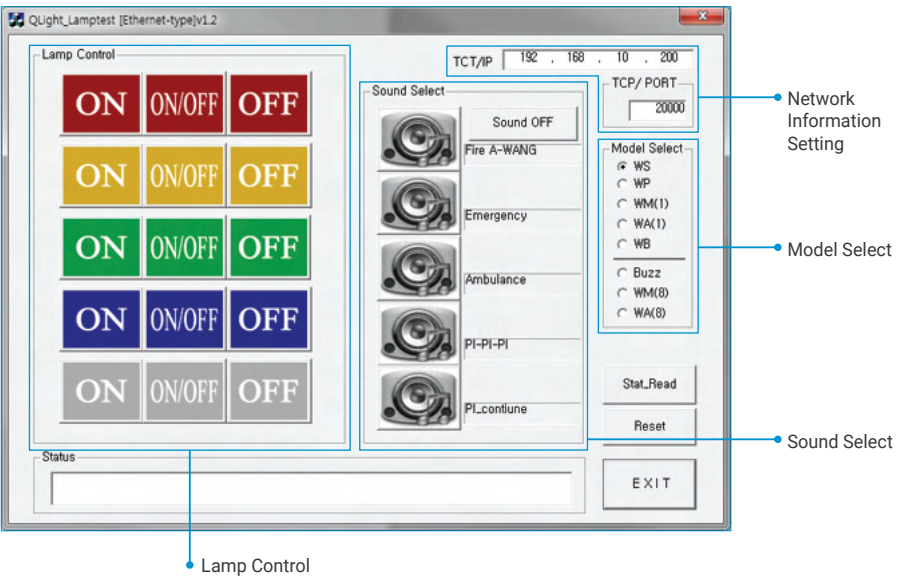 QLight_Lamptest [Ethernet-type]v1.2
x
Lamp Control
ON ON/OFF OFF
ON ON/OFF OFF
ON ON/OFF OFF
ON ON/OFF OFF
ON ON/OFF OFF
Sound Select
Sound OFF
Fire A-WANG
Emergency
Ambulance
PI-PI-PI
PI_contiune
TCT/IP 192 . 168 . 10 . 200
TCP/ PORT
20000
Model Select
WS
WP
WM(1)
WA(1)
WB
Buzz
WM(8)
WA(8)
Stat_Read
Reset
EXIT
Status
Network
Information
Setting
Model Select
Sound Select
Lamp Control